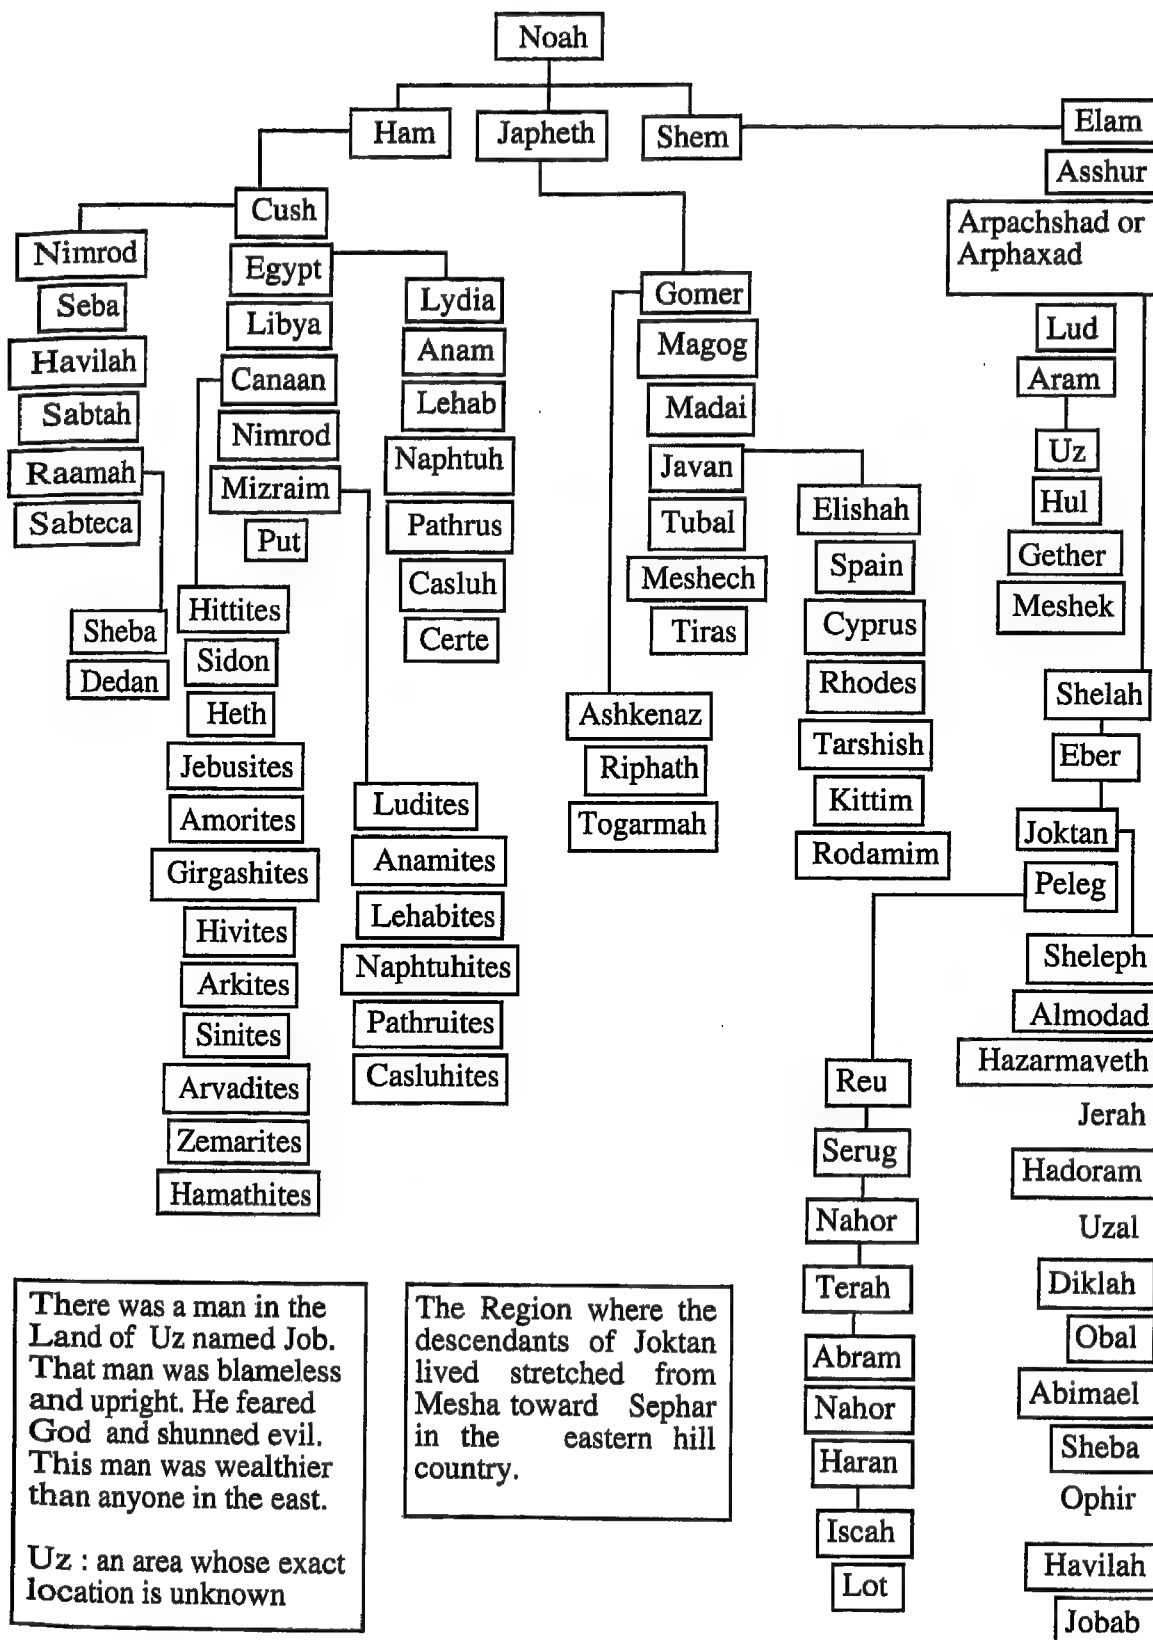 Noah
Ham
Japheth
Shem
Elam
Asshur
Arpachshad or
Arphaxad
Lud
Aram
Uz
Hul
Gether
Meshek
Shelah
Eber
Joktan
Peleg
Sheleph
Almodad
Hazarmaveth
Jerah
Hadoram
Uzal
Diklah
Obal
Abimael
Sheba
Ophir
Havilah
Jobab
Cush
Egypt
Libya
Canaan
Nimrod
Mizraim
Put
Nimrod
Seba
Havilah
Sabtah
Raamah
Sabteca
Sheba
Dedan
Lydia
Anam
Lehab
Naphtuh
Pathrus
Casluh
Certe
Hittites
Sidon
Heth
Jebusites
Amorites
Girgashites
Hivites
Arkites
Sinites
Arvadites
Zemarites
Hamathites
Ludites
Anamites
Lehabites
Naphtuhites
Pathruites
Casluhites
Gomer
Magog
Madai
Javan
Tubal
Meshech
Tiras
Ashkenaz
Riphath
Togarmah
Elishah
Spain
Cyprus
Rhodes
Tarshish
Kittim
Rodamim
Reu
Serug
Nahor
Terah
Abram
Nahor
Haran
Iscah
Lot
There was a man in the
Land of Uz named Job.
That man was blameless
and upright. He feared
God and shunned evil.
This man was wealthier
than anyone in the east.
Uz : an area whose exact
location is unknown
The Region where the
descendants of Joktan
lived stretched from
Mesha toward Sephar
in the eastern hill
country.